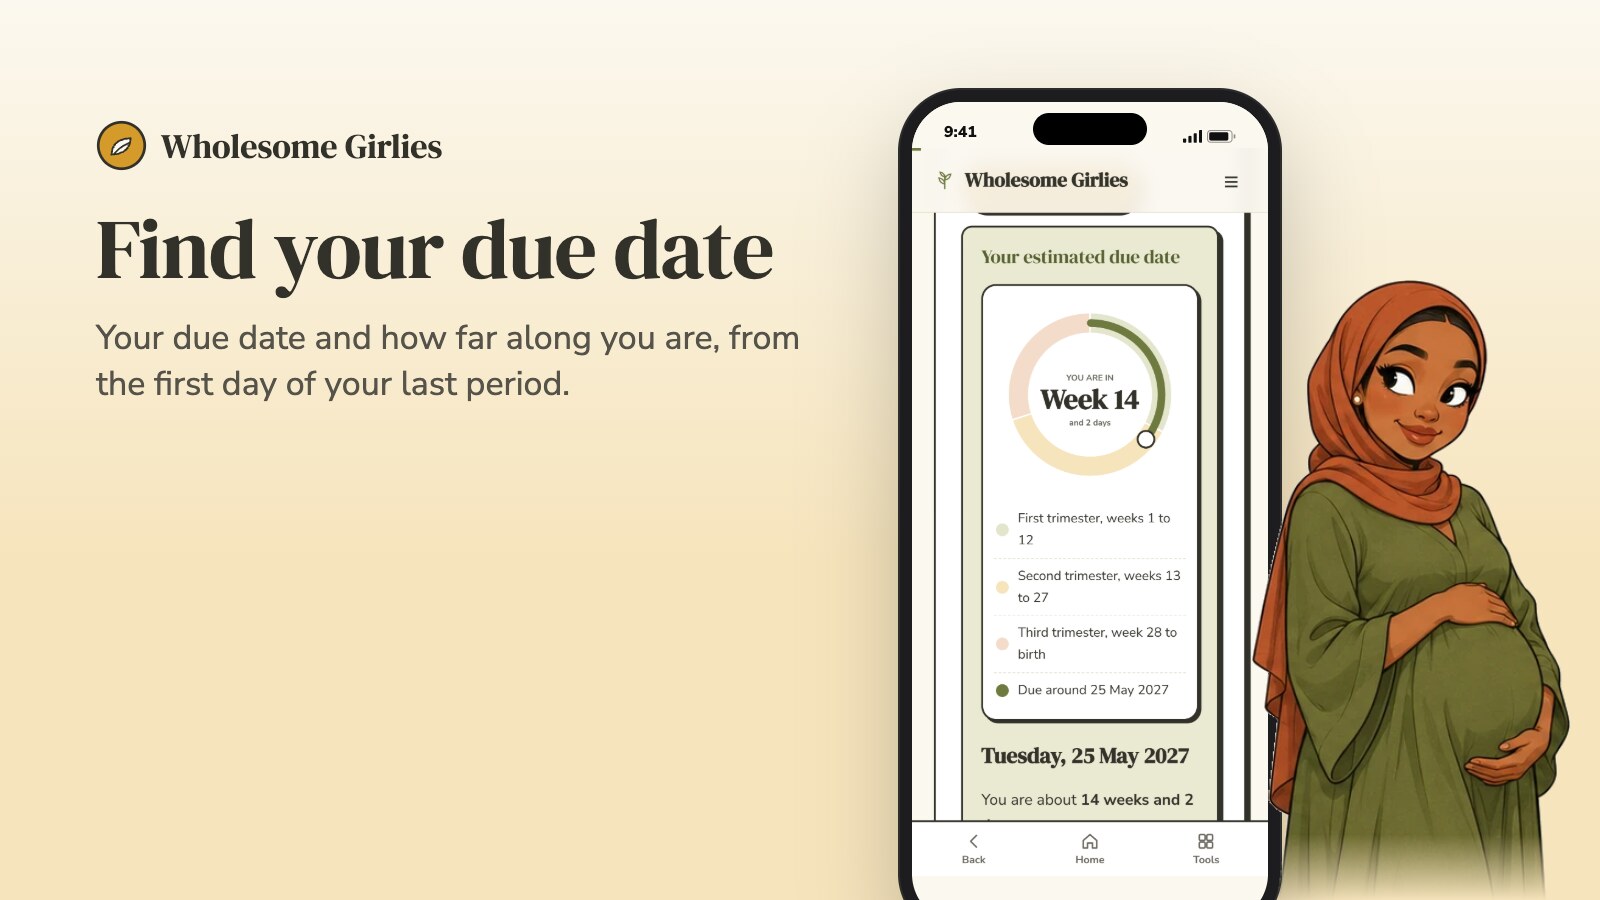 Wholesome Girlies
Find your due date
Your due date and how far along you are, from
the first day of your last period.
9:41
Wholesome Girlies
Your estimated due date
YOU ARE IN
Week 14
and 2 days
First trimester, weeks 1 to
12
Second trimester, weeks 13
to 27
Third trimester, week 28 to
birth
Due around 25 May 2027
Tuesday, 25 May 2027
You are about 14 weeks and 2
Back
Home
Tools